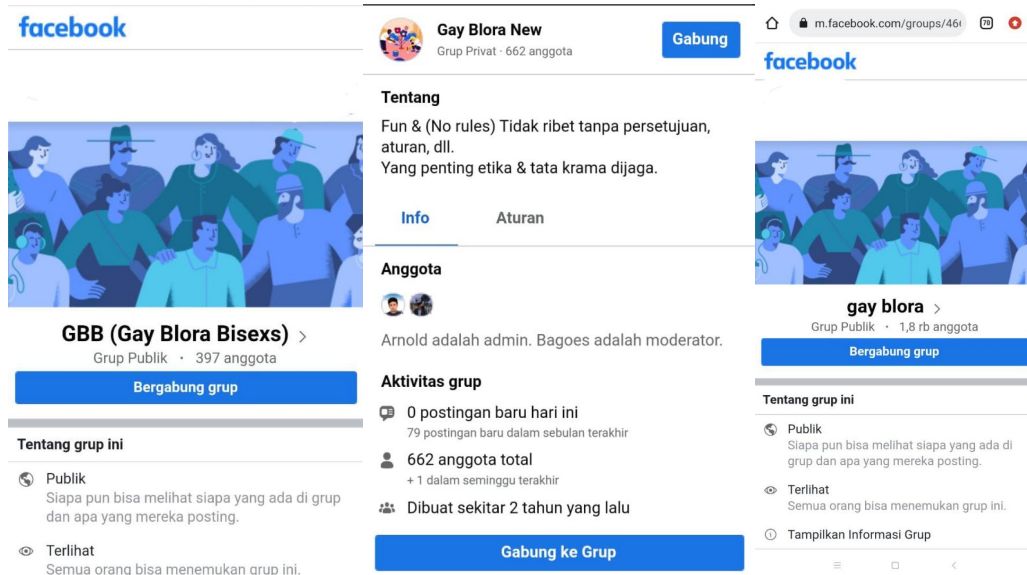 facebook
GBB (Gay Blora Bisexs) >
Grup Publik · 397 anggota
Bergabung grup
Tentang grup ini
Publik
Siapa pun bisa melihat siapa yang ada di grup
dan apa yang mereka posting.
Terlihat
Semua orang bisa menemukan grup ini.
Gay Blora New
Grup Privat · 662 anggota
Gabung
Tentang
Fun & (No rules) Tidak ribet tanpa persetujuan,
aturan, dll.
Yang penting etika & tata krama dijaga.
Info
Aturan
Anggota
Arnold adalah admin. Bagoes adalah moderator.
Aktivitas grup
0 postingan baru hari ini
79 postingan baru dalam sebulan terakhir
662 anggota total
+ 1 dalam seminggu terakhir
Dibuat sekitar 2 tahun yang lalu
Gabung ke Grup
m.facebook.com/groups/46
70
facebook
gay blora >
Grup Publik · 1,8 rb anggota
Bergabung grup
Tentang grup ini
Publik
Siapa pun bisa melihat siapa yang ada di
grup dan apa yang mereka posting.
Terlihat
Semua orang bisa menemukan grup ini.
Tampilkan Informasi Grup